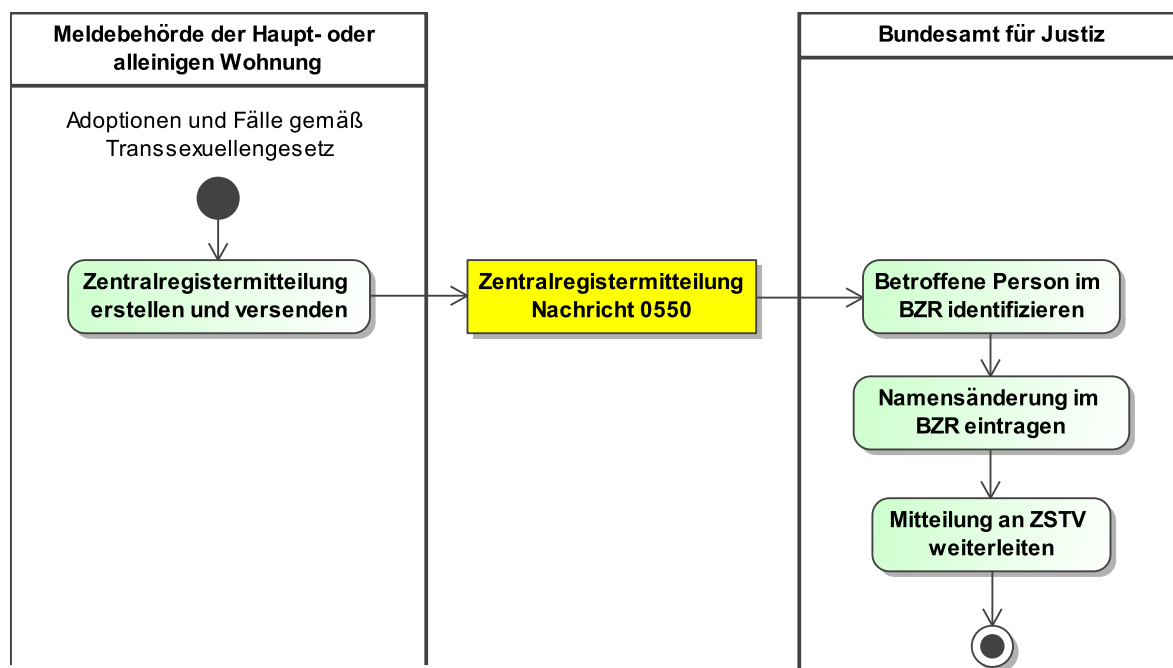 Meldebehörde der Haupt- oder
alleinigen Wohnung
Adoptionen und Fälle gemäß
Transsexuellengesetz
Zentralregistermitteilung
erstellen und versenden
Zentralregistermitteilung
Nachricht 0550
Bundesamt für Justiz
Betroffene Person im
BZR identifizieren
Namensänderung im
BZR eintragen
Mitteilung an ZSTV
weiterleiten